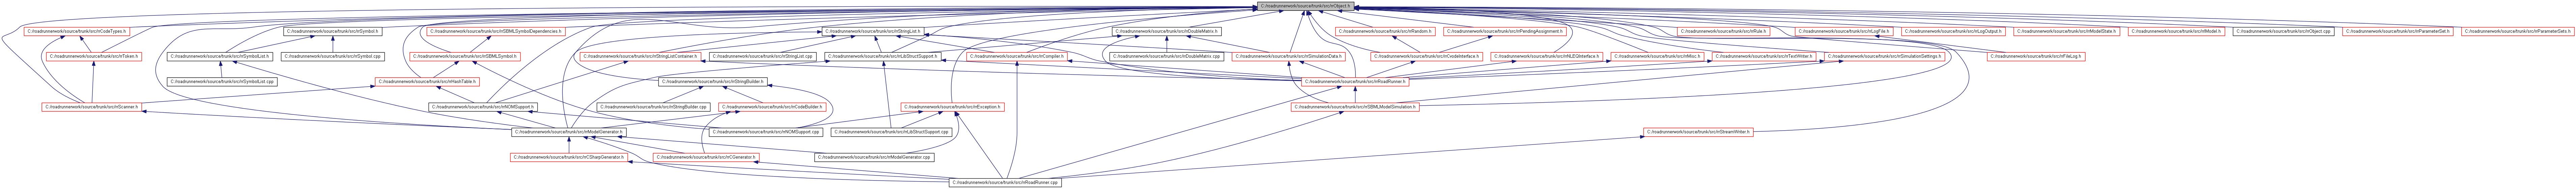 C:/roadrunnerwork/source/trunk/src/rrObject.h
C:/roadrunnerwork/source/trunk/src/rrCodeTypes.h
C:/roadrunnerwork/source/trunk/src/rrSymbol.h
C:/roadrunnerwork/source/trunk/src/rrSBMLSymbolDependencies.h
C:/roadrunnerwork/source/trunk/src/rrStringList.h
C:/roadrunnerwork/source/trunk/src/rrDoubleMatrix.h
C:/roadrunnerwork/source/trunk/src/rrRandom.h
C:/roadrunnerwork/source/trunk/src/rrPendingAssignment.h
C:/roadrunnerwork/source/trunk/src/rrRule.h
C:/roadrunnerwork/source/trunk/src/rrLogFile.h
C:/roadrunnerwork/source/trunk/src/rrLogOutput.h
C:/roadrunnerwork/source/trunk/src/rrModelState.h
C:/roadrunnerwork/source/trunk/src/rrModel.h
C:/roadrunnerwork/source/trunk/src/rrObject.cpp
C:/roadrunnerwork/source/trunk/src/rrParameterSet.h
C:/roadrunnerwork/source/trunk/src/rrParameterSets.h
C:/roadrunnerwork/source/trunk/src/rrToken.h
C:/roadrunnerwork/source/trunk/src/rrSymbolList.h
C:/roadrunnerwork/source/trunk/src/rrSymbol.cpp
C:/roadrunnerwork/source/trunk/src/rrSBMLSymbol.h
C:/roadrunnerwork/source/trunk/src/rrStringListContainer.h
C:/roadrunnerwork/source/trunk/src/rrStringList.cpp
C:/roadrunnerwork/source/trunk/src/rrLibStructSupport.h
C:/roadrunnerwork/source/trunk/src/rrCompiler.h
C:/roadrunnerwork/source/trunk/src/rrDoubleMatrix.cpp
C:/roadrunnerwork/source/trunk/src/rrSimulationData.h
C:/roadrunnerwork/source/trunk/src/rrCvodeInterface.h
C:/roadrunnerwork/source/trunk/src/rrNLEQInterface.h
C:/roadrunnerwork/source/trunk/src/rrMisc.h
C:/roadrunnerwork/source/trunk/src/rrTextWriter.h
C:/roadrunnerwork/source/trunk/src/rrSimulationSettings.h
C:/roadrunnerwork/source/trunk/src/rrFileLog.h
C:/roadrunnerwork/source/trunk/src/rrSymbolList.cpp
C:/roadrunnerwork/source/trunk/src/rrHashTable.h
C:/roadrunnerwork/source/trunk/src/rrStringBuilder.h
C:/roadrunnerwork/source/trunk/src/rrRoadRunner.h
C:/roadrunnerwork/source/trunk/src/rrScanner.h
C:/roadrunnerwork/source/trunk/src/rrNOMSupport.h
C:/roadrunnerwork/source/trunk/src/rrStringBuilder.cpp
C:/roadrunnerwork/source/trunk/src/rrCodeBuilder.h
C:/roadrunnerwork/source/trunk/src/rrException.h
C:/roadrunnerwork/source/trunk/src/rrSBMLModelSimulation.h
C:/roadrunnerwork/source/trunk/src/rrModelGenerator.h
C:/roadrunnerwork/source/trunk/src/rrNOMSupport.cpp
C:/roadrunnerwork/source/trunk/src/rrLibStructSupport.cpp
C:/roadrunnerwork/source/trunk/src/rrStreamWriter.h
C:/roadrunnerwork/source/trunk/src/rrCSharpGenerator.h
C:/roadrunnerwork/source/trunk/src/rrCGenerator.h
C:/roadrunnerwork/source/trunk/src/rrModelGenerator.cpp
C:/roadrunnerwork/source/trunk/src/rrRoadRunner.cpp